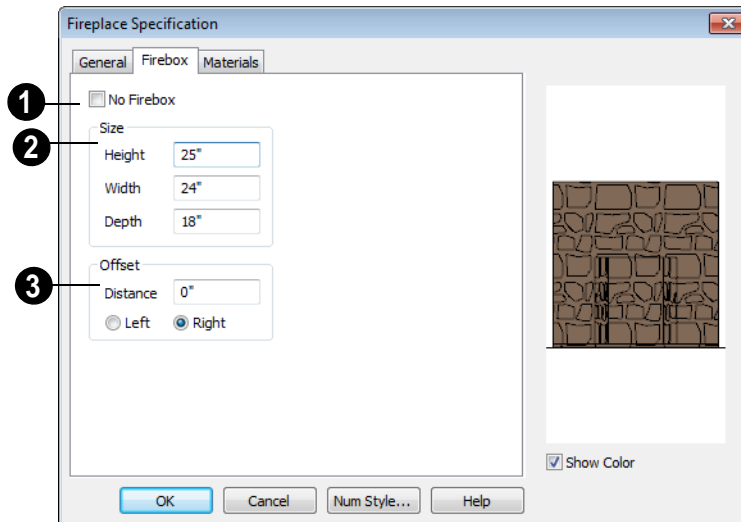 Fireplace Specification
General Firebox Materials
1 No Firebox
2 Size
Height 25"
Width 24"
Depth 18"
Offset
3 Distance 0"
Left Right
Show Color
OK Cancel Num Style... Help